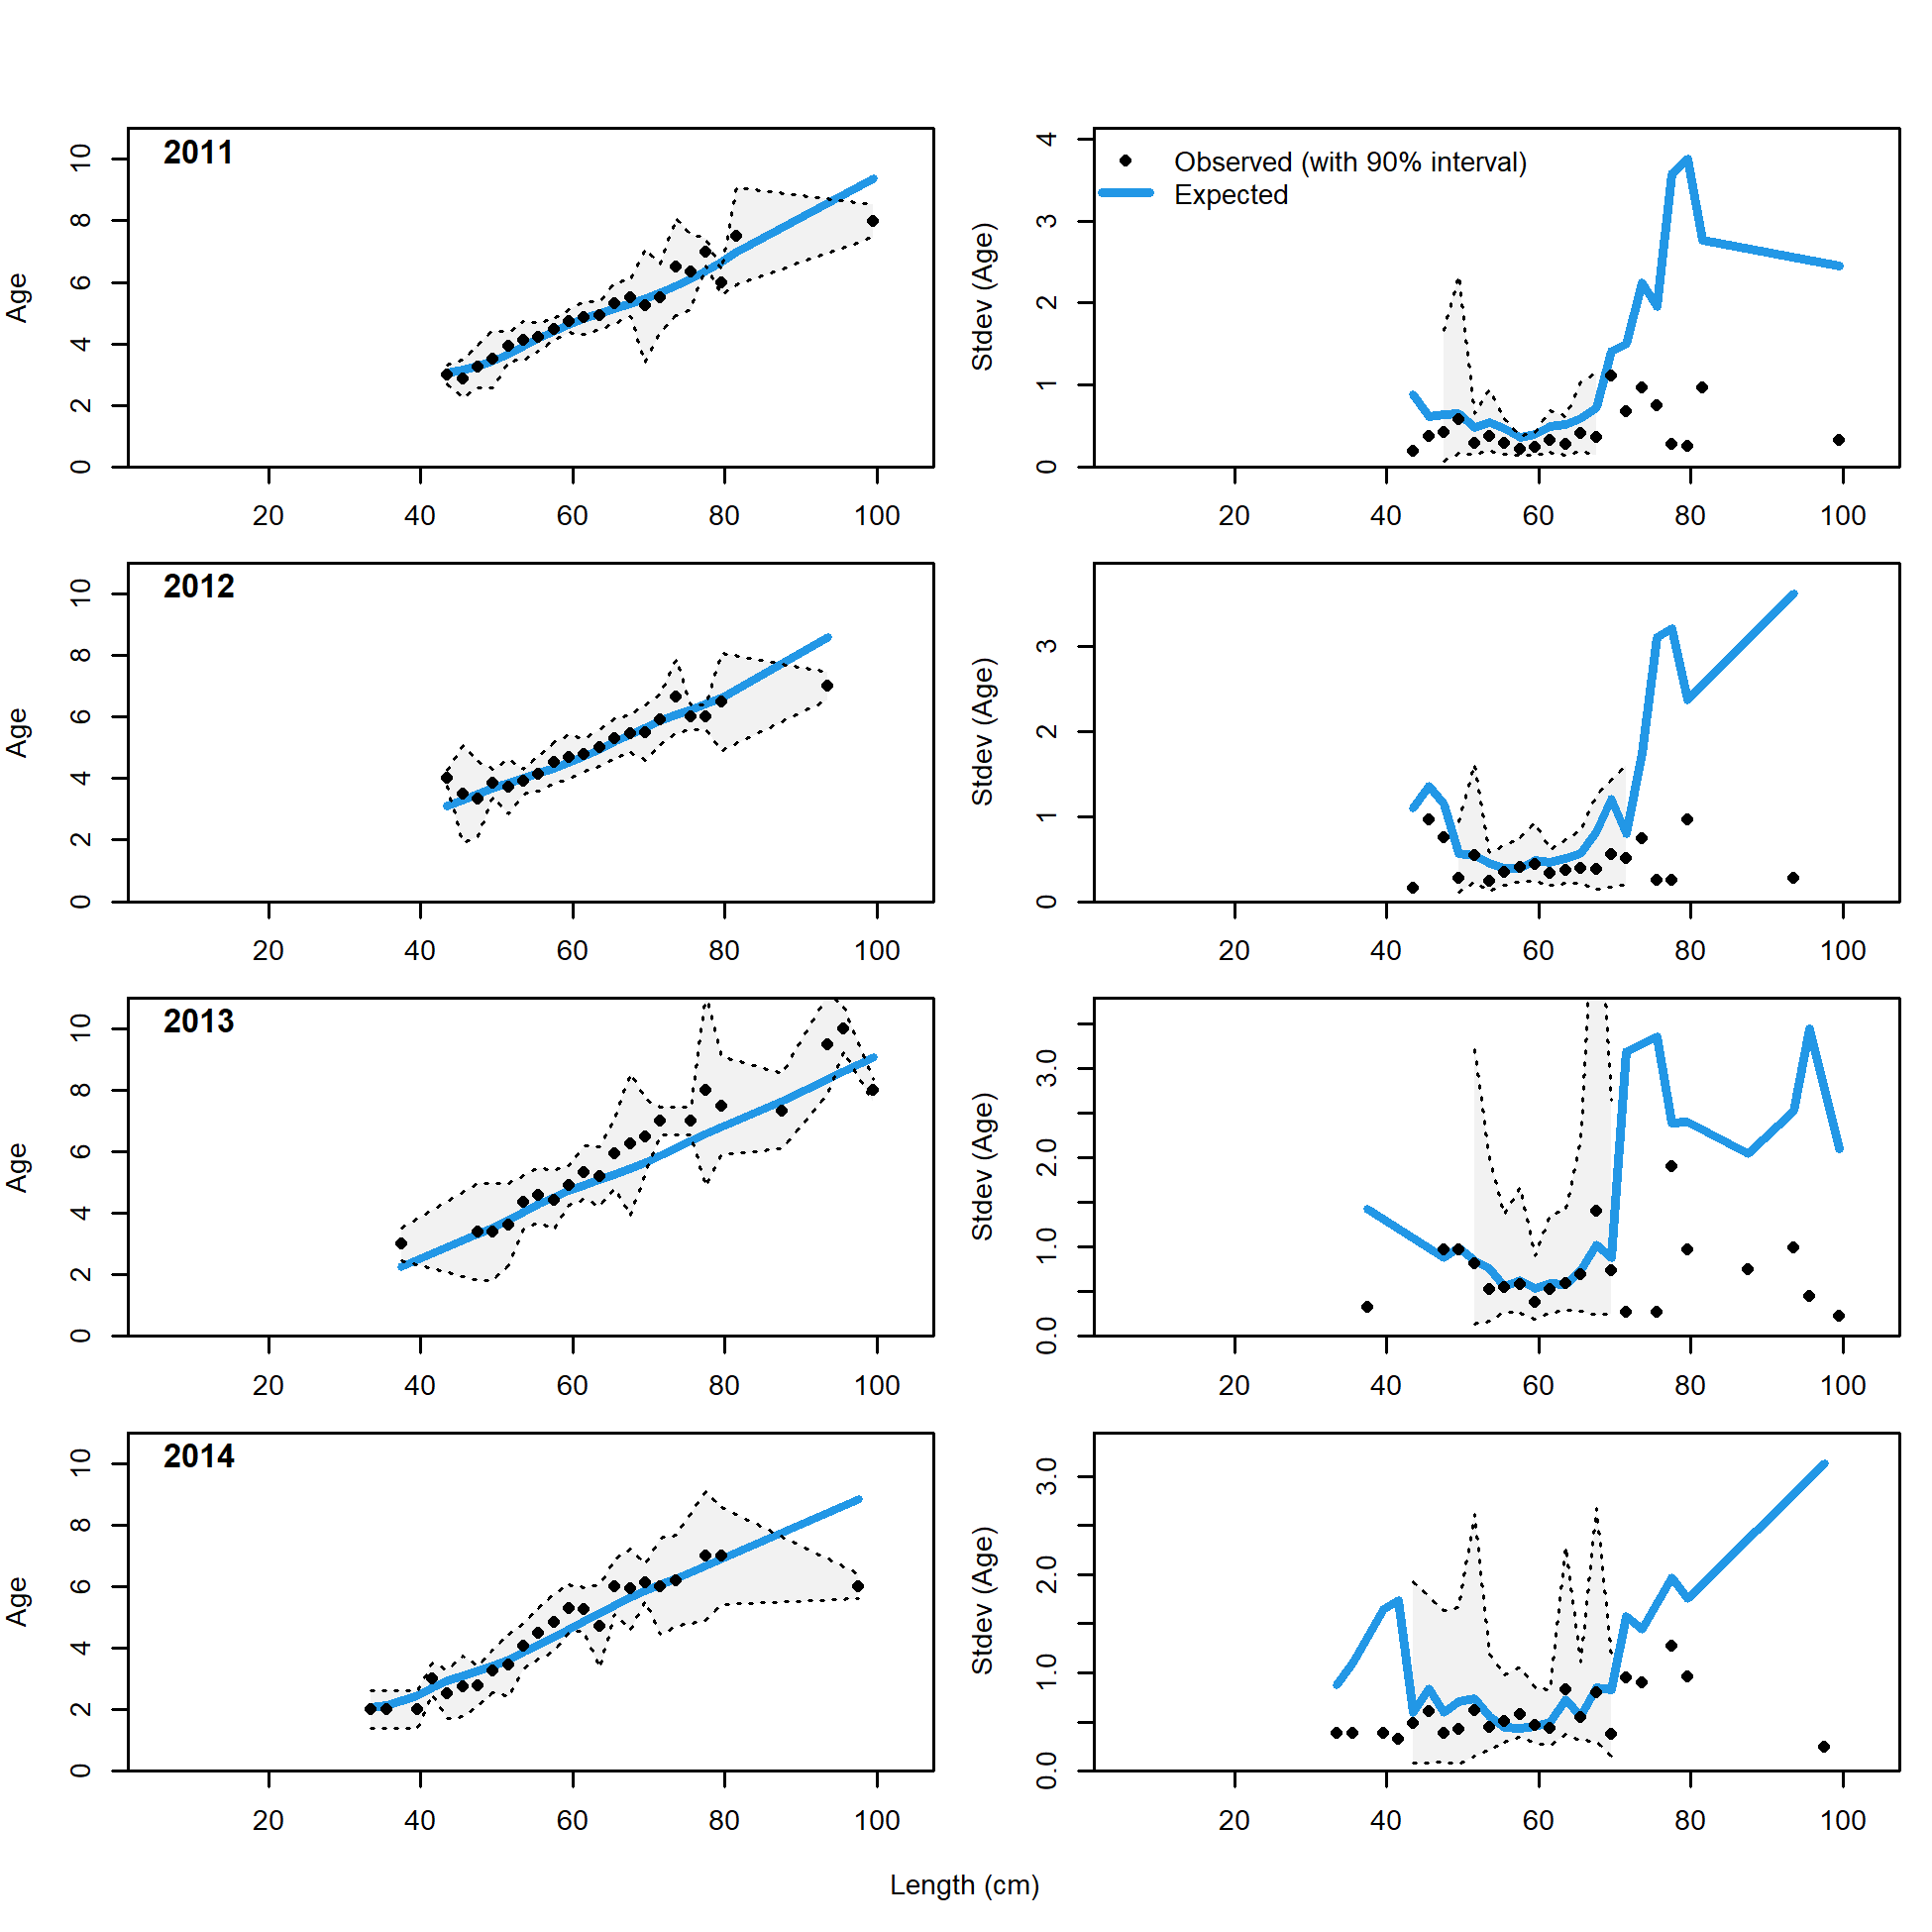 2011
Age
0 2 4 6 8 10
20 40 60 80 100
Observed (with 90% interval)
Expected
Stdev (Age)
0 1 2 3 4
20 40 60 80 100
2012
Age
0 2 4 6 8 10
20 40 60 80 100
Stdev (Age)
0 1 2 3
20 40 60 80 100
2013
Age
0 2 4 6 8 10
20 40 60 80 100
Stdev (Age)
0.0 1.0 2.0 3.0
20 40 60 80 100
2014
Age
0 2 4 6 8 10
20 40 60 80 100
Stdev (Age)
0.0 1.0 2.0 3.0
20 40 60 80 100
Length (cm)